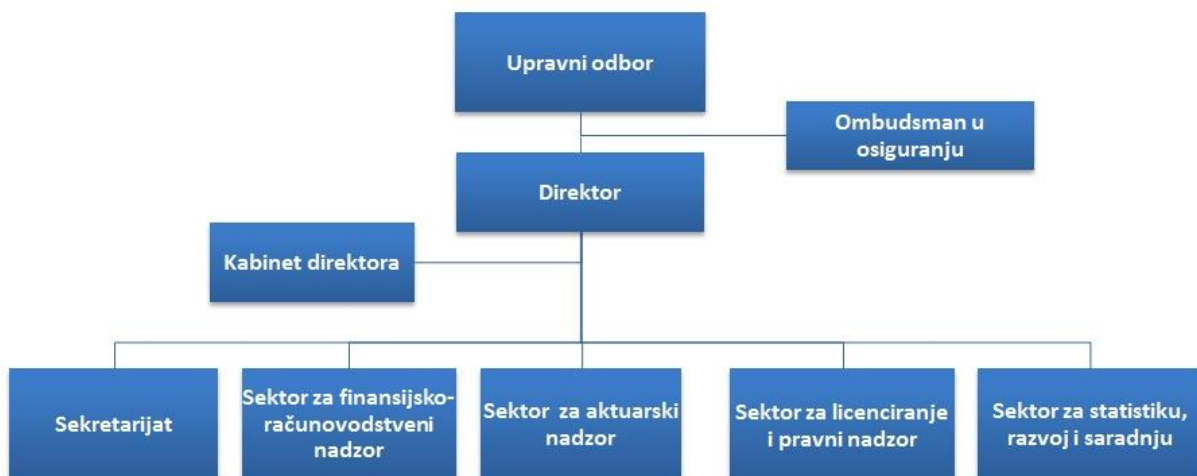 Upravni odbor
Ombudsman u
osiguranju
Direktor
Kabinet direktora
Sekretarijat
Sektor za finansijsko-
računovodstveni
nadzor
Sektor za aktuarski
nadzor
Sektor za licenciranje
i pravni nadzor
Sektor za statistiku,
razvoj i saradnju